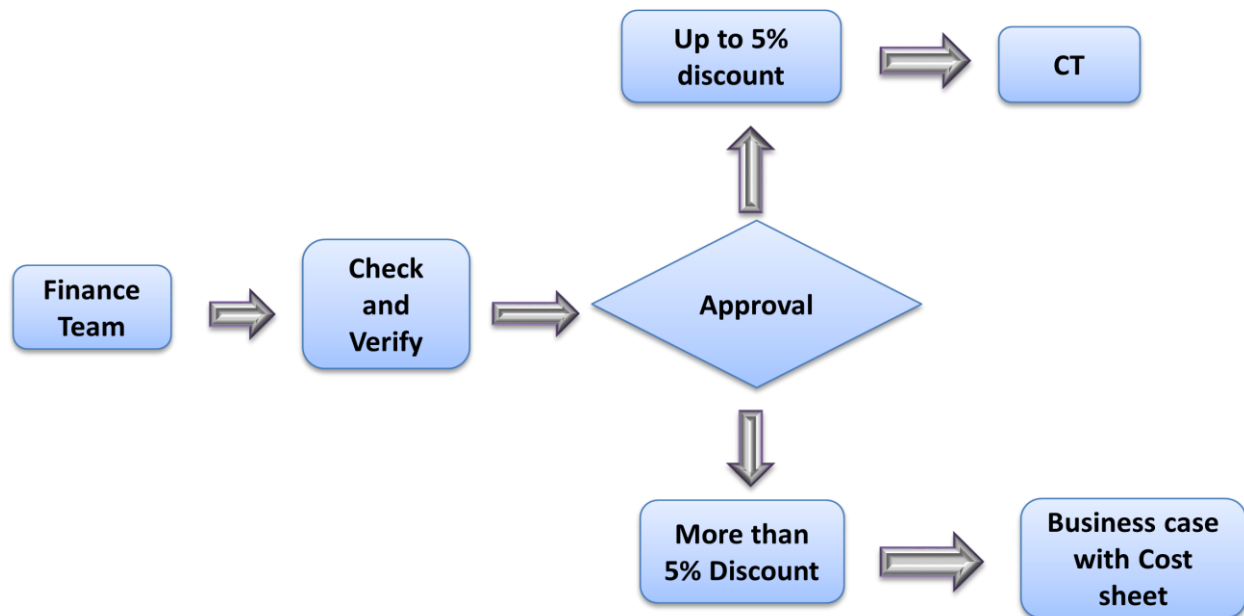 Up to 5%
discount
CT
Finance
Team
Check
and
Verify
Approval
More than
5% Discount
Business case
with Cost
sheet